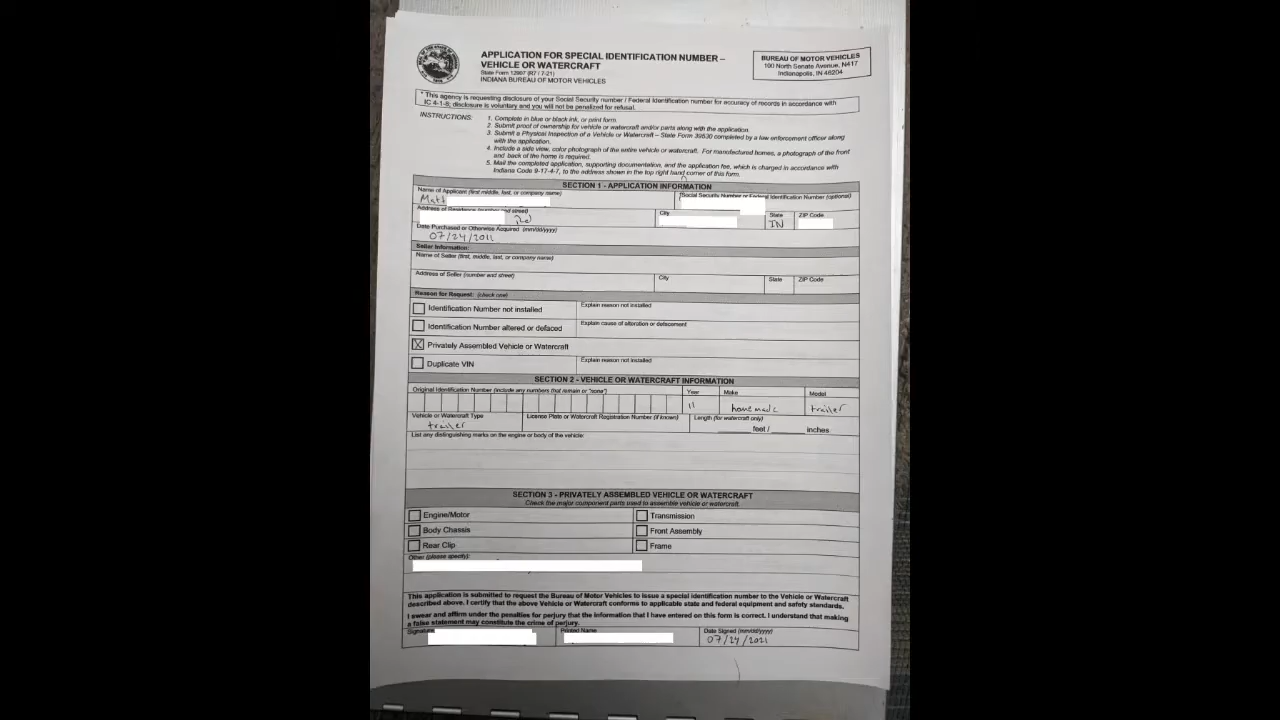 APPLICATION FOR SPECIAL IDENTIFICATION NUMBER –
VEHICLE OR WATERCRAFT
State Form 12907 (R7 / 7-21)
INDIANA BUREAU OF MOTOR VEHICLES
BUREAU OF MOTOR VEHICLES
100 North Senate Avenue, N417
Indianapolis, IN 46204
* This agency is requesting disclosure of your Social Security number / Federal Identification number for accuracy of records in accordance with
IC 4-1-8; disclosure is voluntary and you will not be penalized for refusal.
INSTRUCTIONS:
1. Complete in blue or black ink, or print form.
2. Submit proof of ownership for vehicle or watercraft and/or parts along with the application.
3. Submit a Physical Inspection of a Vehicle or Watercraft – State Form 39530 completed by a law enforcement officer along
with the application.
4. Include a side view, color photograph of the entire vehicle or watercraft. For manufactured homes, a photograph of the front
and back of the home is required.
5. Mail the completed application, supporting documentation, and the application fee, which is charged in accordance with
Indiana Code 9-17-4-7, to the address shown in the top right hand corner of this form.
SECTION 1 - APPLICATION INFORMATION
Name of Applicant (first middle, last, or company name)
Social Security Number or Federal Identification Number (optional)
Matt
Address of Residence (number and street)
City
State
ZIP Code
Rd
IN
Date Purchased or Otherwise Acquired (mm/dd/yyyy)
07/24/2011
Seller Information:
Name of Seller (first, middle, last, or company name)
Address of Seller (number and street)
City
State
ZIP Code
Reason for Request: (check one)
Identification Number not installed
Explain reason not installed
Identification Number altered or defaced
Explain cause of alteration or defacement
X Privately Assembled Vehicle or Watercraft
Duplicate VIN
Explain reason not installed
SECTION 2 - VEHICLE OR WATERCRAFT INFORMATION
Original Identification Number (include any numbers that remain or "none")
Year
Make
Model
11
homemade
trailer
Vehicle or Watercraft Type
License Plate or Watercraft Registration Number (if known)
Length (for watercraft only)
trailer
______ feet / ______ inches
List any distinguishing marks on the engine or body of the vehicle:
SECTION 3 - PRIVATELY ASSEMBLED VEHICLE OR WATERCRAFT
Check the major component parts used to assemble vehicle or watercraft.
Engine/Motor
Transmission
Body Chassis
Front Assembly
Rear Clip
Frame
Other (please specify):
This application is submitted to request the Bureau of Motor Vehicles to issue a special identification number to the Vehicle or Watercraft
described above. I certify that the above Vehicle or Watercraft conforms to applicable state and federal equipment and safety standards.
I swear and affirm under the penalties for perjury that the information that I have entered on this form is correct. I understand that making
a false statement may constitute the crime of perjury.
Signature
Printed Name
Date Signed (mm/dd/yyyy)
07/24/2021